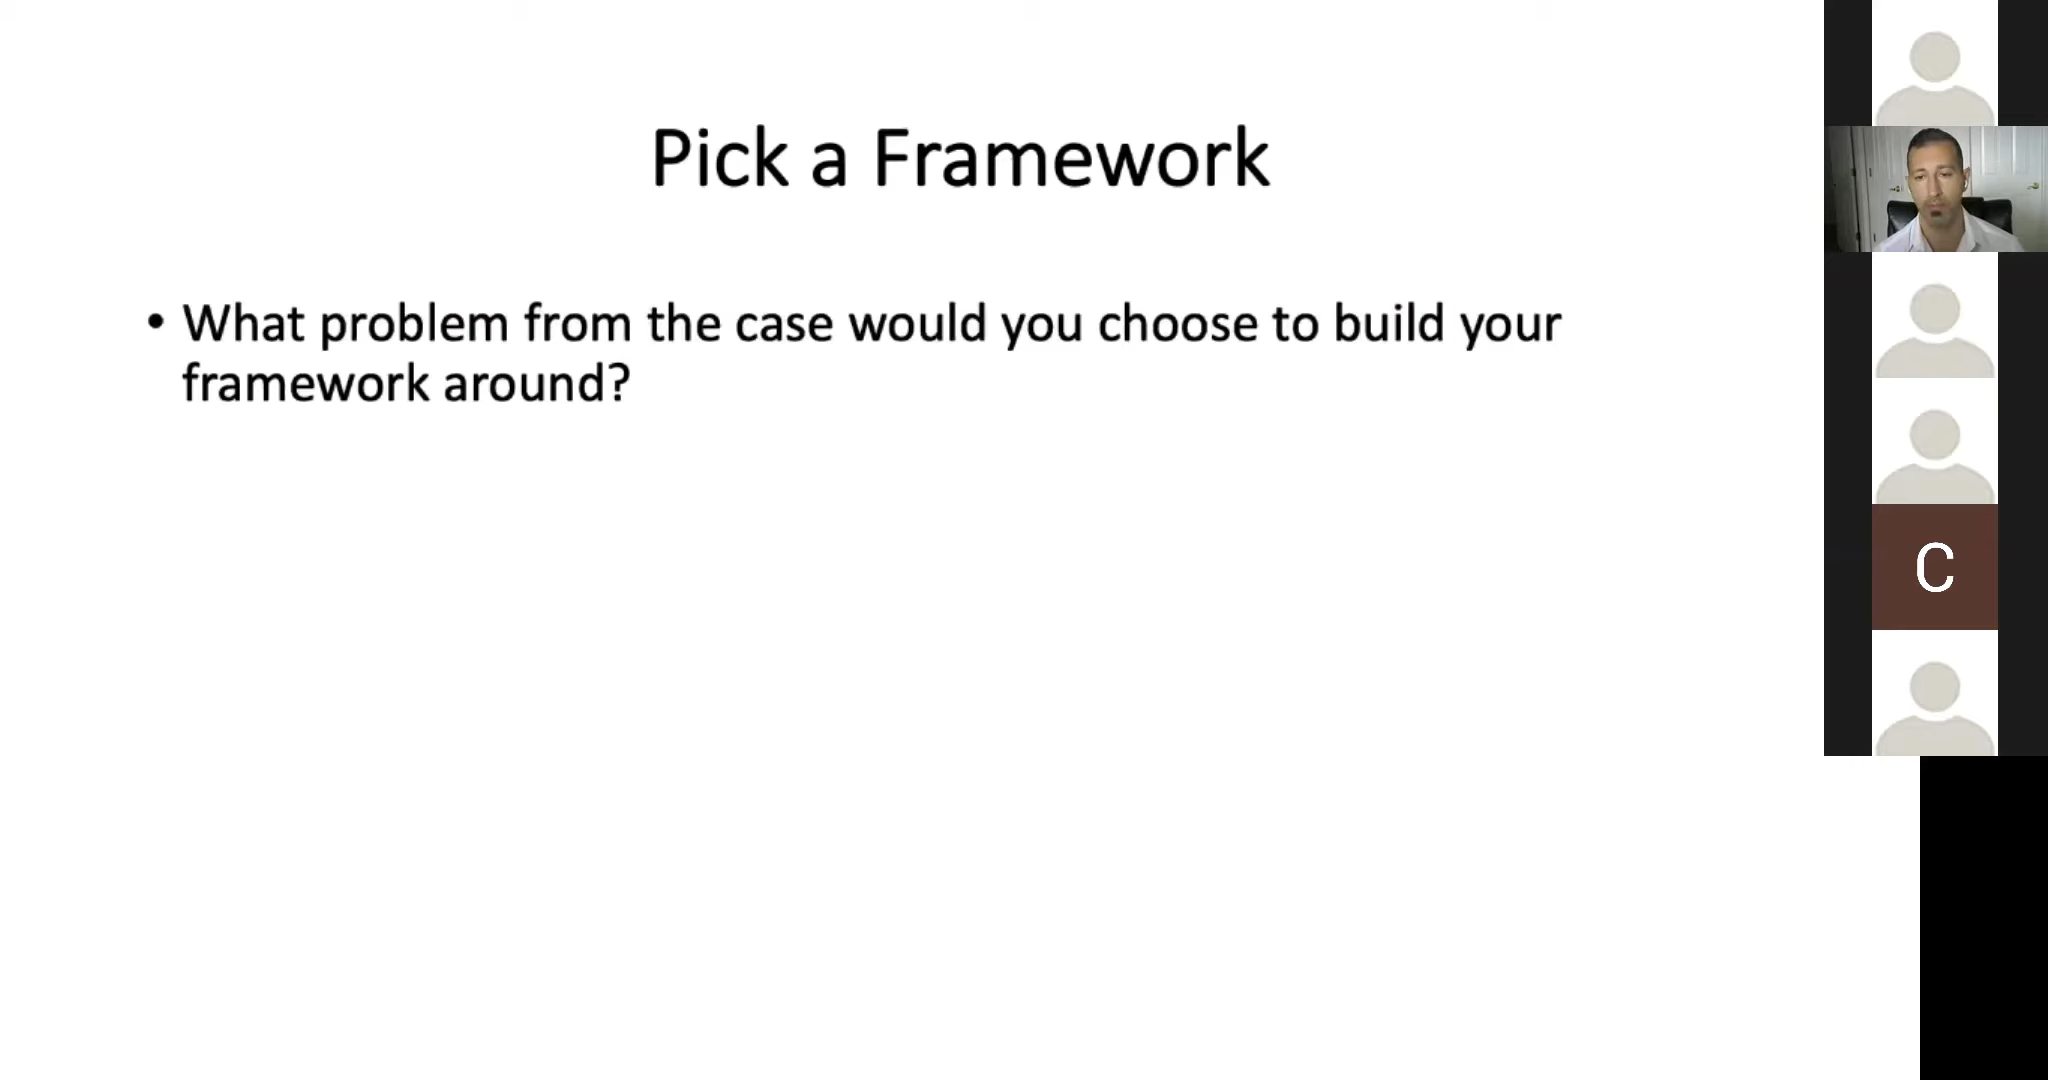 Pick a Framework
• What problem from the case would you choose to build your
framework around?
C